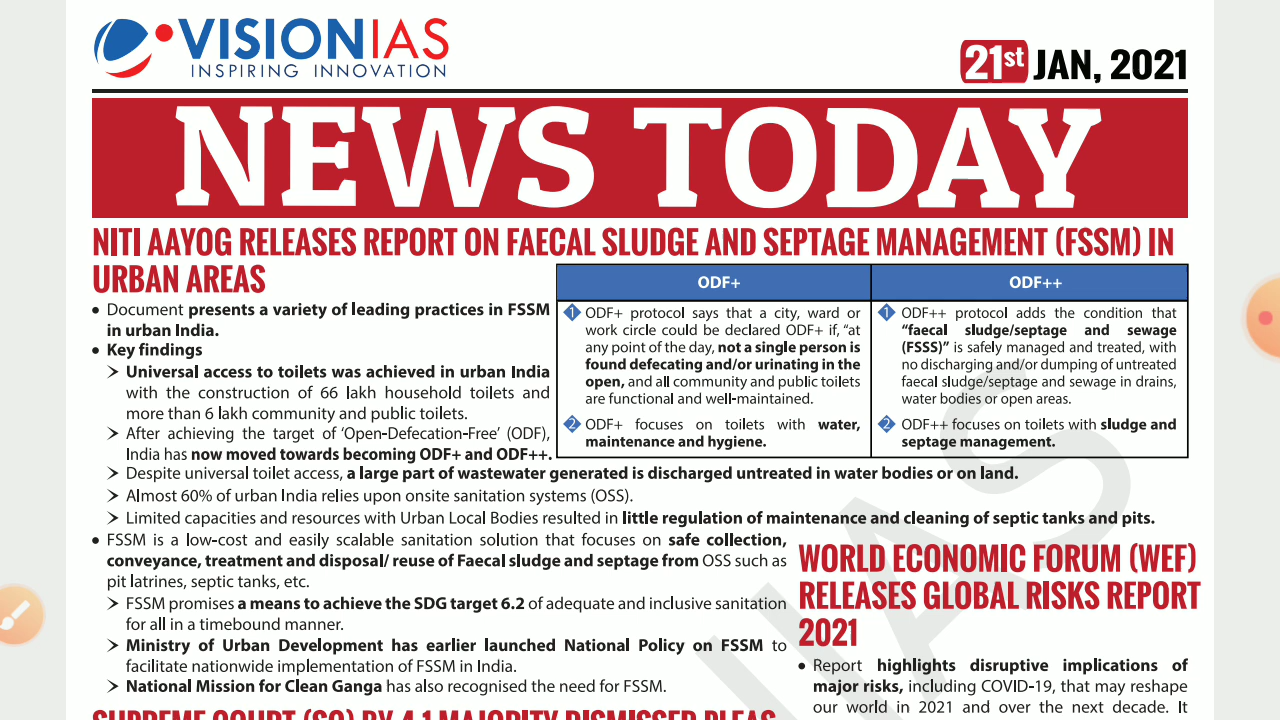 VISIONIAS
INSPIRING INNOVATION
21st JAN, 2021
NEWS TODAY
NITI AAYOG RELEASES REPORT ON FAECAL SLUDGE AND SEPTAGE MANAGEMENT (FSSM) IN
URBAN AREAS
• Document presents a variety of leading practices in FSSM
in urban India.
• Key findings
➤ Universal access to toilets was achieved in urban India
with the construction of 66 lakh household toilets and
more than 6 lakh community and public toilets.
➤ After achieving the target of 'Open-Defecation-Free' (ODF),
India has now moved towards becoming ODF+ and ODF++.
ODF+
1 ODF+ protocol says that a city, ward or
work circle could be declared ODF+ if, "at
any point of the day, not a single person is
found defecating and/or urinating in the
open, and all community and public toilets
are functional and well-maintained.
2 ODF+ focuses on toilets with water,
maintenance and hygiene.
ODF++
1 ODF++ protocol adds the condition that
"faecal sludge/septage and sewage
(FSSS)" is safely managed and treated, with
no discharging and/or dumping of untreated
faecal sludge/septage and sewage in drains,
water bodies or open areas.
2 ODF++ focuses on toilets with sludge and
septage management.
➤ Despite universal toilet access, a large part of wastewater generated is discharged untreated in water bodies or on land.
➤ Almost 60% of urban India relies upon onsite sanitation systems (OSS).
➤ Limited capacities and resources with Urban Local Bodies resulted in little regulation of maintenance and cleaning of septic tanks and pits.
• FSSM is a low-cost and easily scalable sanitation solution that focuses on safe collection,
conveyance, treatment and disposal/ reuse of Faecal sludge and septage from OSS such as
pit latrines, septic tanks, etc.
➤ FSSM promises a means to achieve the SDG target 6.2 of adequate and inclusive sanitation
for all in a timebound manner.
➤ Ministry of Urban Development has earlier launched National Policy on FSSM to
facilitate nationwide implementation of FSSM in India.
➤ National Mission for Clean Ganga has also recognised the need for FSSM.
SUPREME COURT (SC) BY 4:1 MAJORITY DISMISSED PLEAS
WORLD ECONOMIC FORUM (WEF)
RELEASES GLOBAL RISKS REPORT
2021
• Report highlights disruptive implications of
major risks, including COVID-19, that may reshape
our world in 2021 and over the next decade. It
IAS